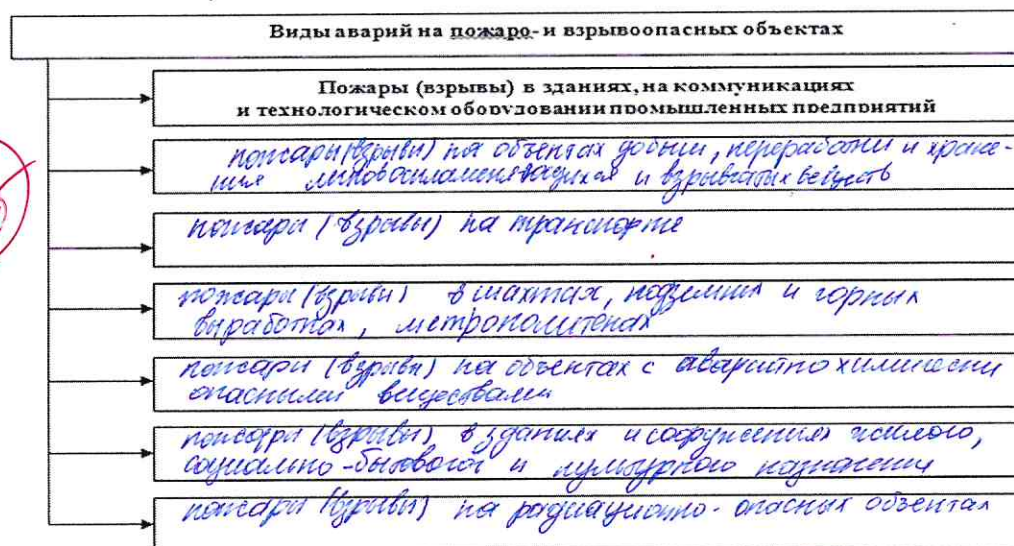 Виды аварий на пожаро- и взрывоопасных объектах
Пожары (взрывы) в зданиях, на коммуникациях
и технологическом оборудовании промышленных предприятий
пожары (взрывы) на объектах добычи, переработки и хране-
ния легковоспламеняющихся и взрывчатых веществ
пожары (взрывы) на транспорте
пожары (взрывы) в шахтах, подземных и горных
выработках, метрополитенах
пожары (взрывы) на объектах с аварийно химически
опасными веществами
пожары (взрывы) в зданиях и сооружениях жилого,
социально-бытового и культурного назначения
пожары (взрывы) на радиационно-опасных объектах